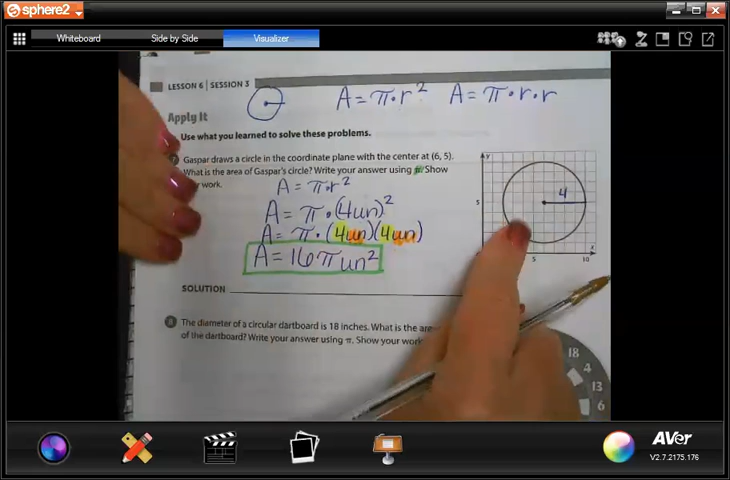 sphere2
Whiteboard
Side by Side
Visualizer
LESSON 6 | SESSION 3
A = π·r² A = π·r·r
Apply It
Use what you learned to solve these problems.
7 Gaspar draws a circle in the coordinate plane with the center at (6, 5).
What is the area of Gaspar's circle? Write your answer using π. Show
work.
A = π·r²
A = π·(4un)²
A = π·(4un)(4un)
A = 16π un²
y
4
5
x
5
10
SOLUTION
8 The diameter of a circular dartboard is 18 inches. What is the
of the dartboard? Write your answer using π. Show your work
18
4
13
6
AVer
V2.7.2175.176